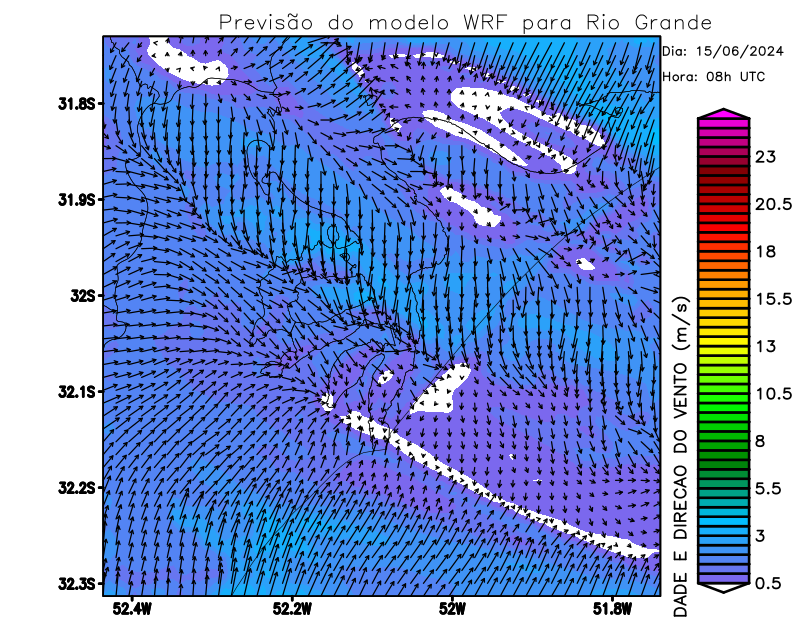 Previsão do modelo WRF para Rio Grande
Dia: 15/06/2024
Hora: 08h UTC
31.8S
31.9S
32S
32.1S
32.2S
32.3S
52.4W
52.2W
52W
51.8W
23
20.5
18
15.5
13
10.5
8
5.5
3
0.5
DADE E DIRECAO DO VENTO (m/s)